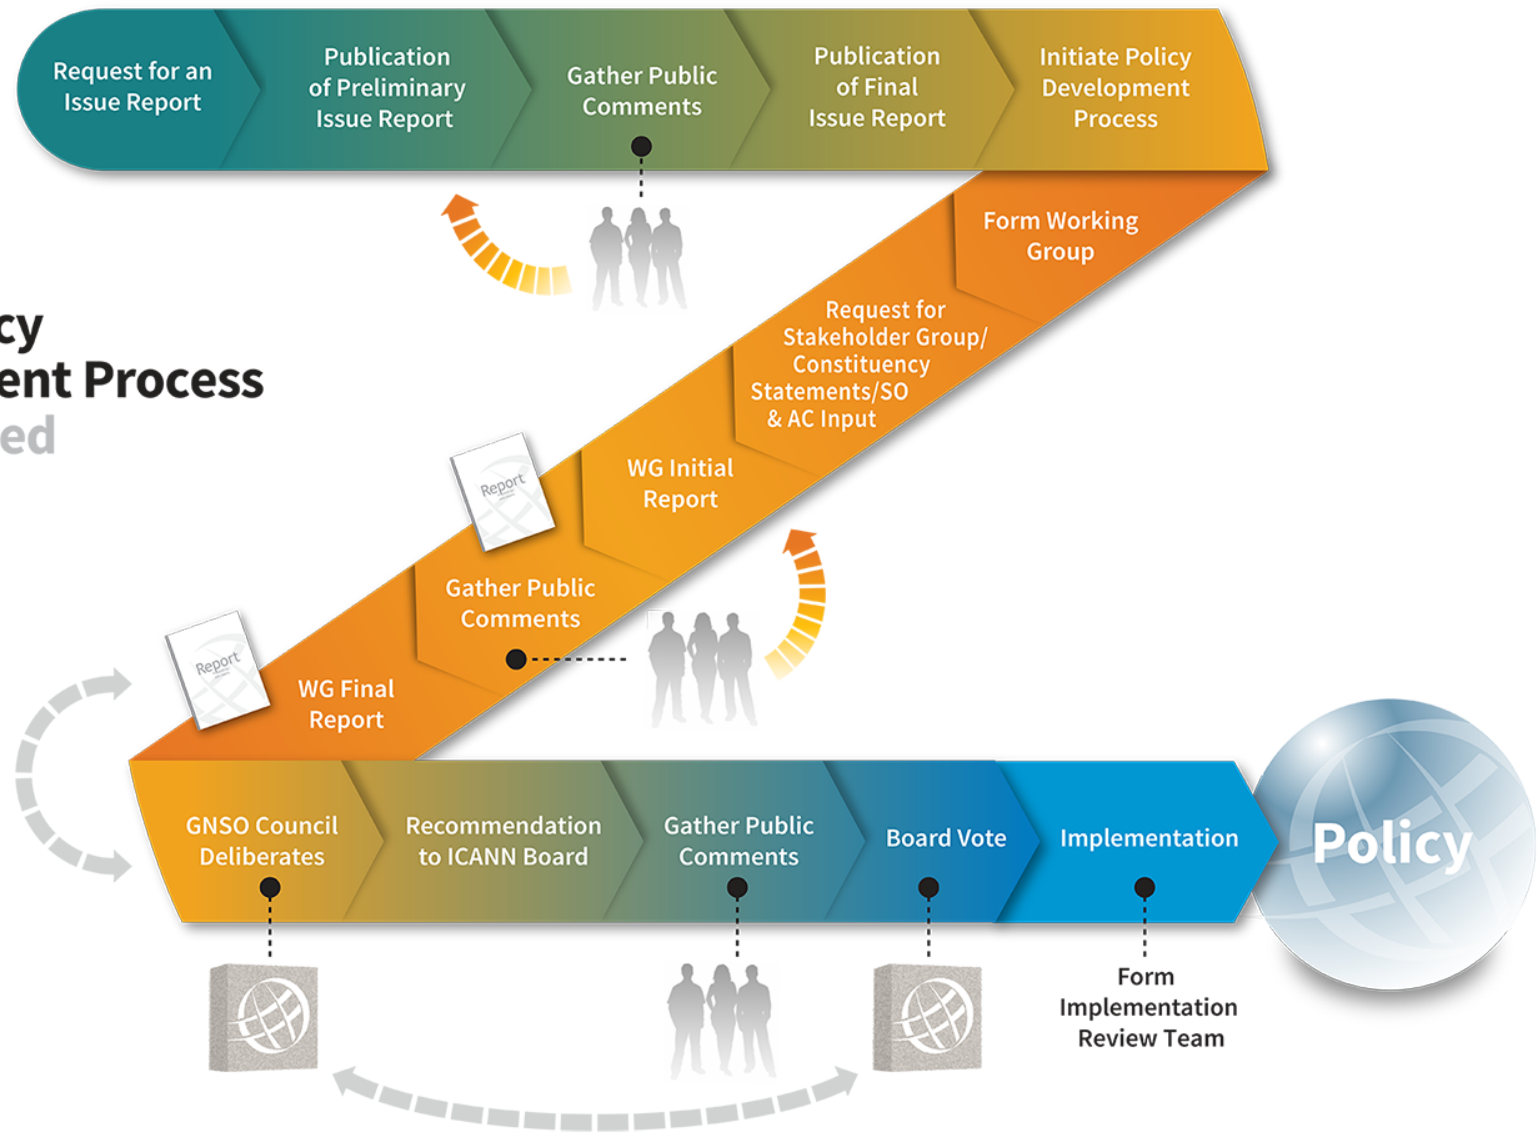 Request for an
Issue Report
Publication
of Preliminary
Issue Report
Gather Public
Comments
Publication
of Final
Issue Report
Initiate Policy
Development
Process
Form Working
Group
Request for
Stakeholder Group/
Constituency
Statements/SO
& AC Input
cy
ent Process
ed
WG Initial
Report
Report
Gather Public
Comments
Report
WG Final
Report
GNSO Council
Deliberates
Recommendation
to ICANN Board
Gather Public
Comments
Board Vote
Implementation
Policy
Form
Implementation
Review Team